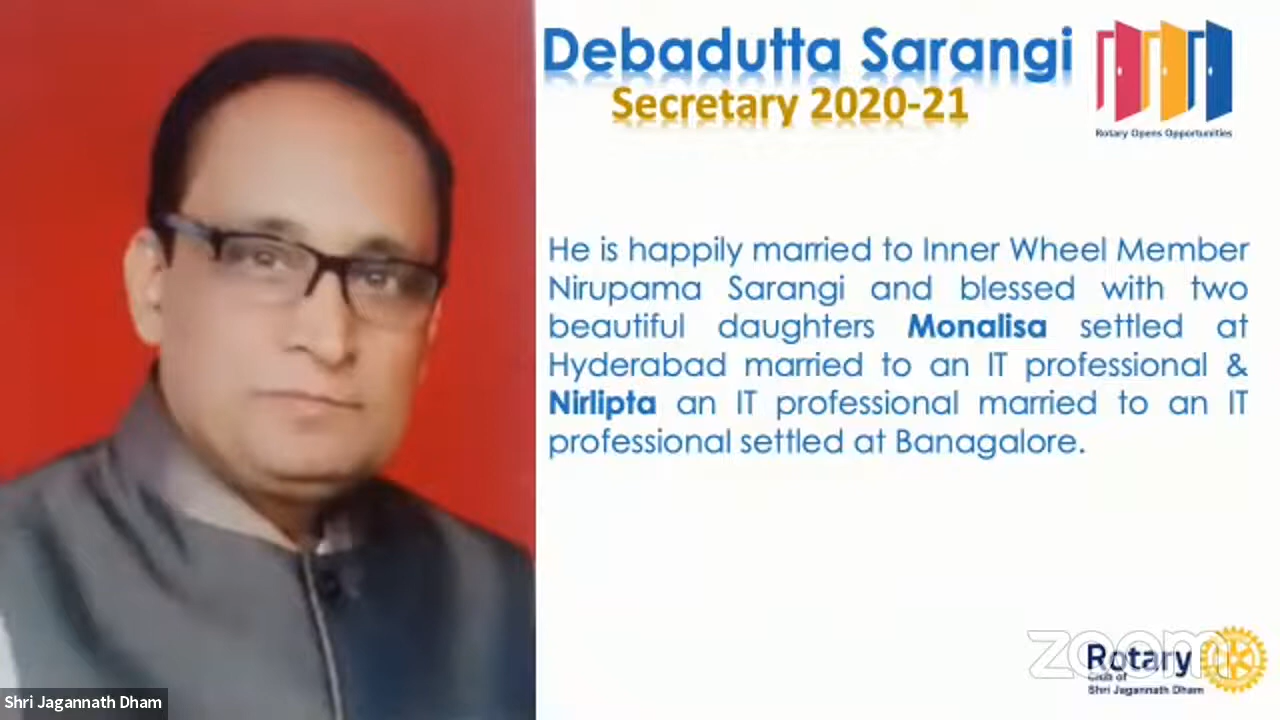 Debadutta Sarangi
Secretary 2020-21
Rotary Opens Opportunities
He is happily married to Inner Wheel Member
Nirupama Sarangi and blessed with two
beautiful daughters Monalisa settled at
Hyderabad married to an IT professional &
Nirlipta an IT professional married to an IT
professional settled at Banagalore.
zoom
Rotary
Club of
Shri Jagannath Dham
Shri Jagannath Dham